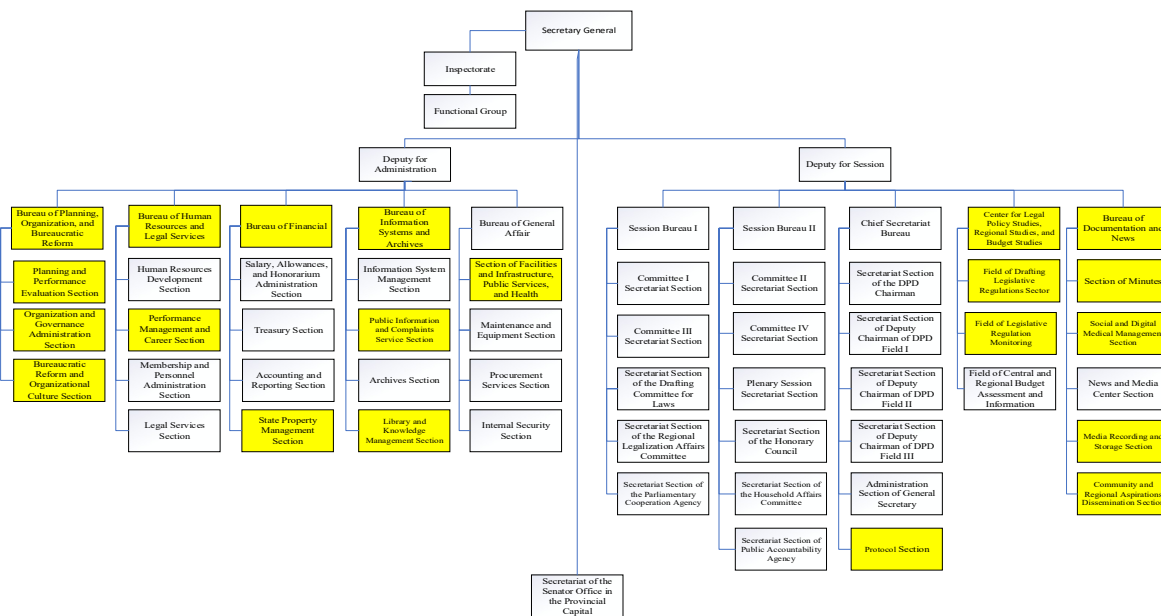 Secretary General
Inspectorate
Functional Group
Deputy for
Administration
Deputy for Session
Bureau of Planning,
Organization, and
Bureaucratic
Reform
Planning and
Performance
Evaluation Section
Organization and
Governance
Administration
Section
Bureaucratic
Reform and
Organizational
Culture Section
Bureau of Human
Resources and
Legal Services
Human Resources
Development
Section
Performance
Management and
Career Section
Membership and
Personnel
Administration
Section
Legal Services
Section
Bureau of Financial
Salary, Allowances,
and Honorarium
Administration
Section
Treasury Section
Accounting and
Reporting Section
State Property
Management
Section
Bureau of
Information
Systems and
Archives
Information System
Management
Section
Public Information
and Complaints
Service Section
Archives Section
Library and
Knowledge
Management Section
Bureau of General
Affair
Section of Facilities
and Infrastructure,
Public Services,
and Health
Maintenance and
Equipment Section
Procurement
Services Section
Internal Security
Section
Session Bureau I
Committee I
Secretariat Section
Committee III
Secretariat Section
Secretariat Section
of the Drafting
Committee for
Laws
Secretariat
Section of the Regional
Legalization Affairs
Committee
Secretariat Section of
the Parliamentary
Cooperation Agency
Session Bureau II
Committee II
Secretariat Section
Committee IV
Secretariat Section
Plenary Session
Secretariat Section
Secretariat Section
of the Honorary
Council
Secretariat Section of
the Household Affairs
Committee
Secretariat Section of
Public Accountability
Agency
Chief Secretariat
Bureau
Secretariat Section
of the DPD
Chairman
Secretariat
Section of Deputy
Chairman of DPD
Field I
Secretariat
Section of Deputy
Chairman of DPD
Field II
Secretariat
Section of Deputy
Chairman of DPD
Field III
Administration
Section of General
Secretary
Protocol Section
Center for Legal
Policy Studies,
Regional Studies, and
Budget Studies
Field of Drafting
Legislative
Regulations Sector
Field of Legislative
Regulation
Monitoring
Field of Central and
Regional Budget
Assessment and
Information
Bureau of
Documentation and
News
Section of Minutes
Social and Digital
Medical Management
Section
News and Media
Center Section
Media Recording and
Storage Section
Community and
Regional Aspirations
Dissemination Section
Secretariat of the
Senator Office in
the Provincial
Capital